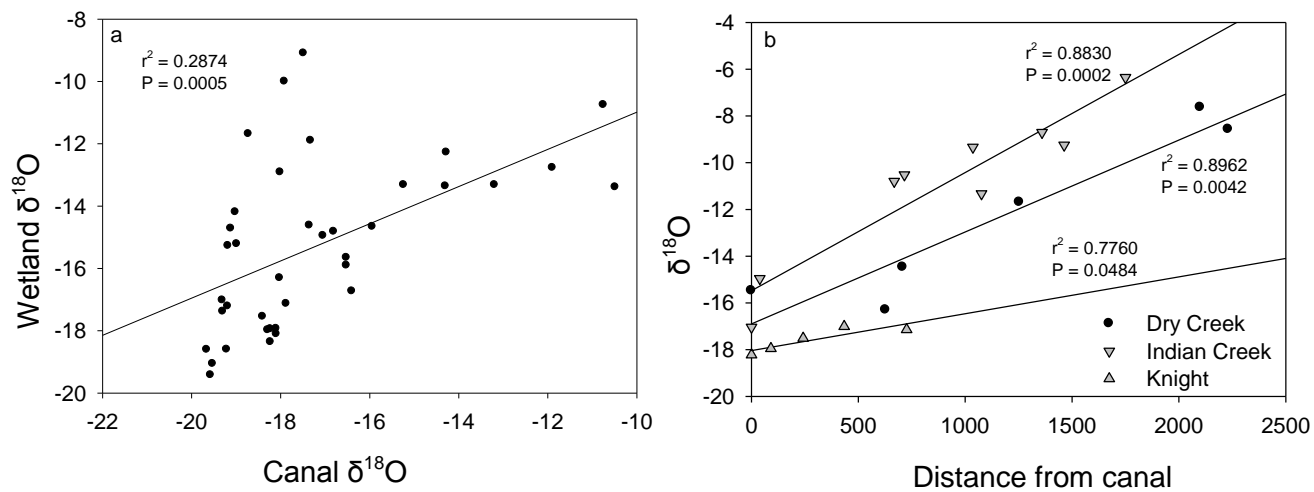 a
r² = 0.2874
P = 0.0005
-8
-10
-12
-14
-16
-18
-20
Wetland δ¹⁸O
-22
-20
-18
-16
-14
-12
-10
Canal δ¹⁸O
b
r² = 0.8830
P = 0.0002
r² = 0.8962
P = 0.0042
r² = 0.7760
P = 0.0484
Dry Creek
Indian Creek
Knight
-4
-6
-8
-10
-12
-14
-16
-18
-20
δ¹⁸O
0
500
1000
1500
2000
2500
Distance from canal